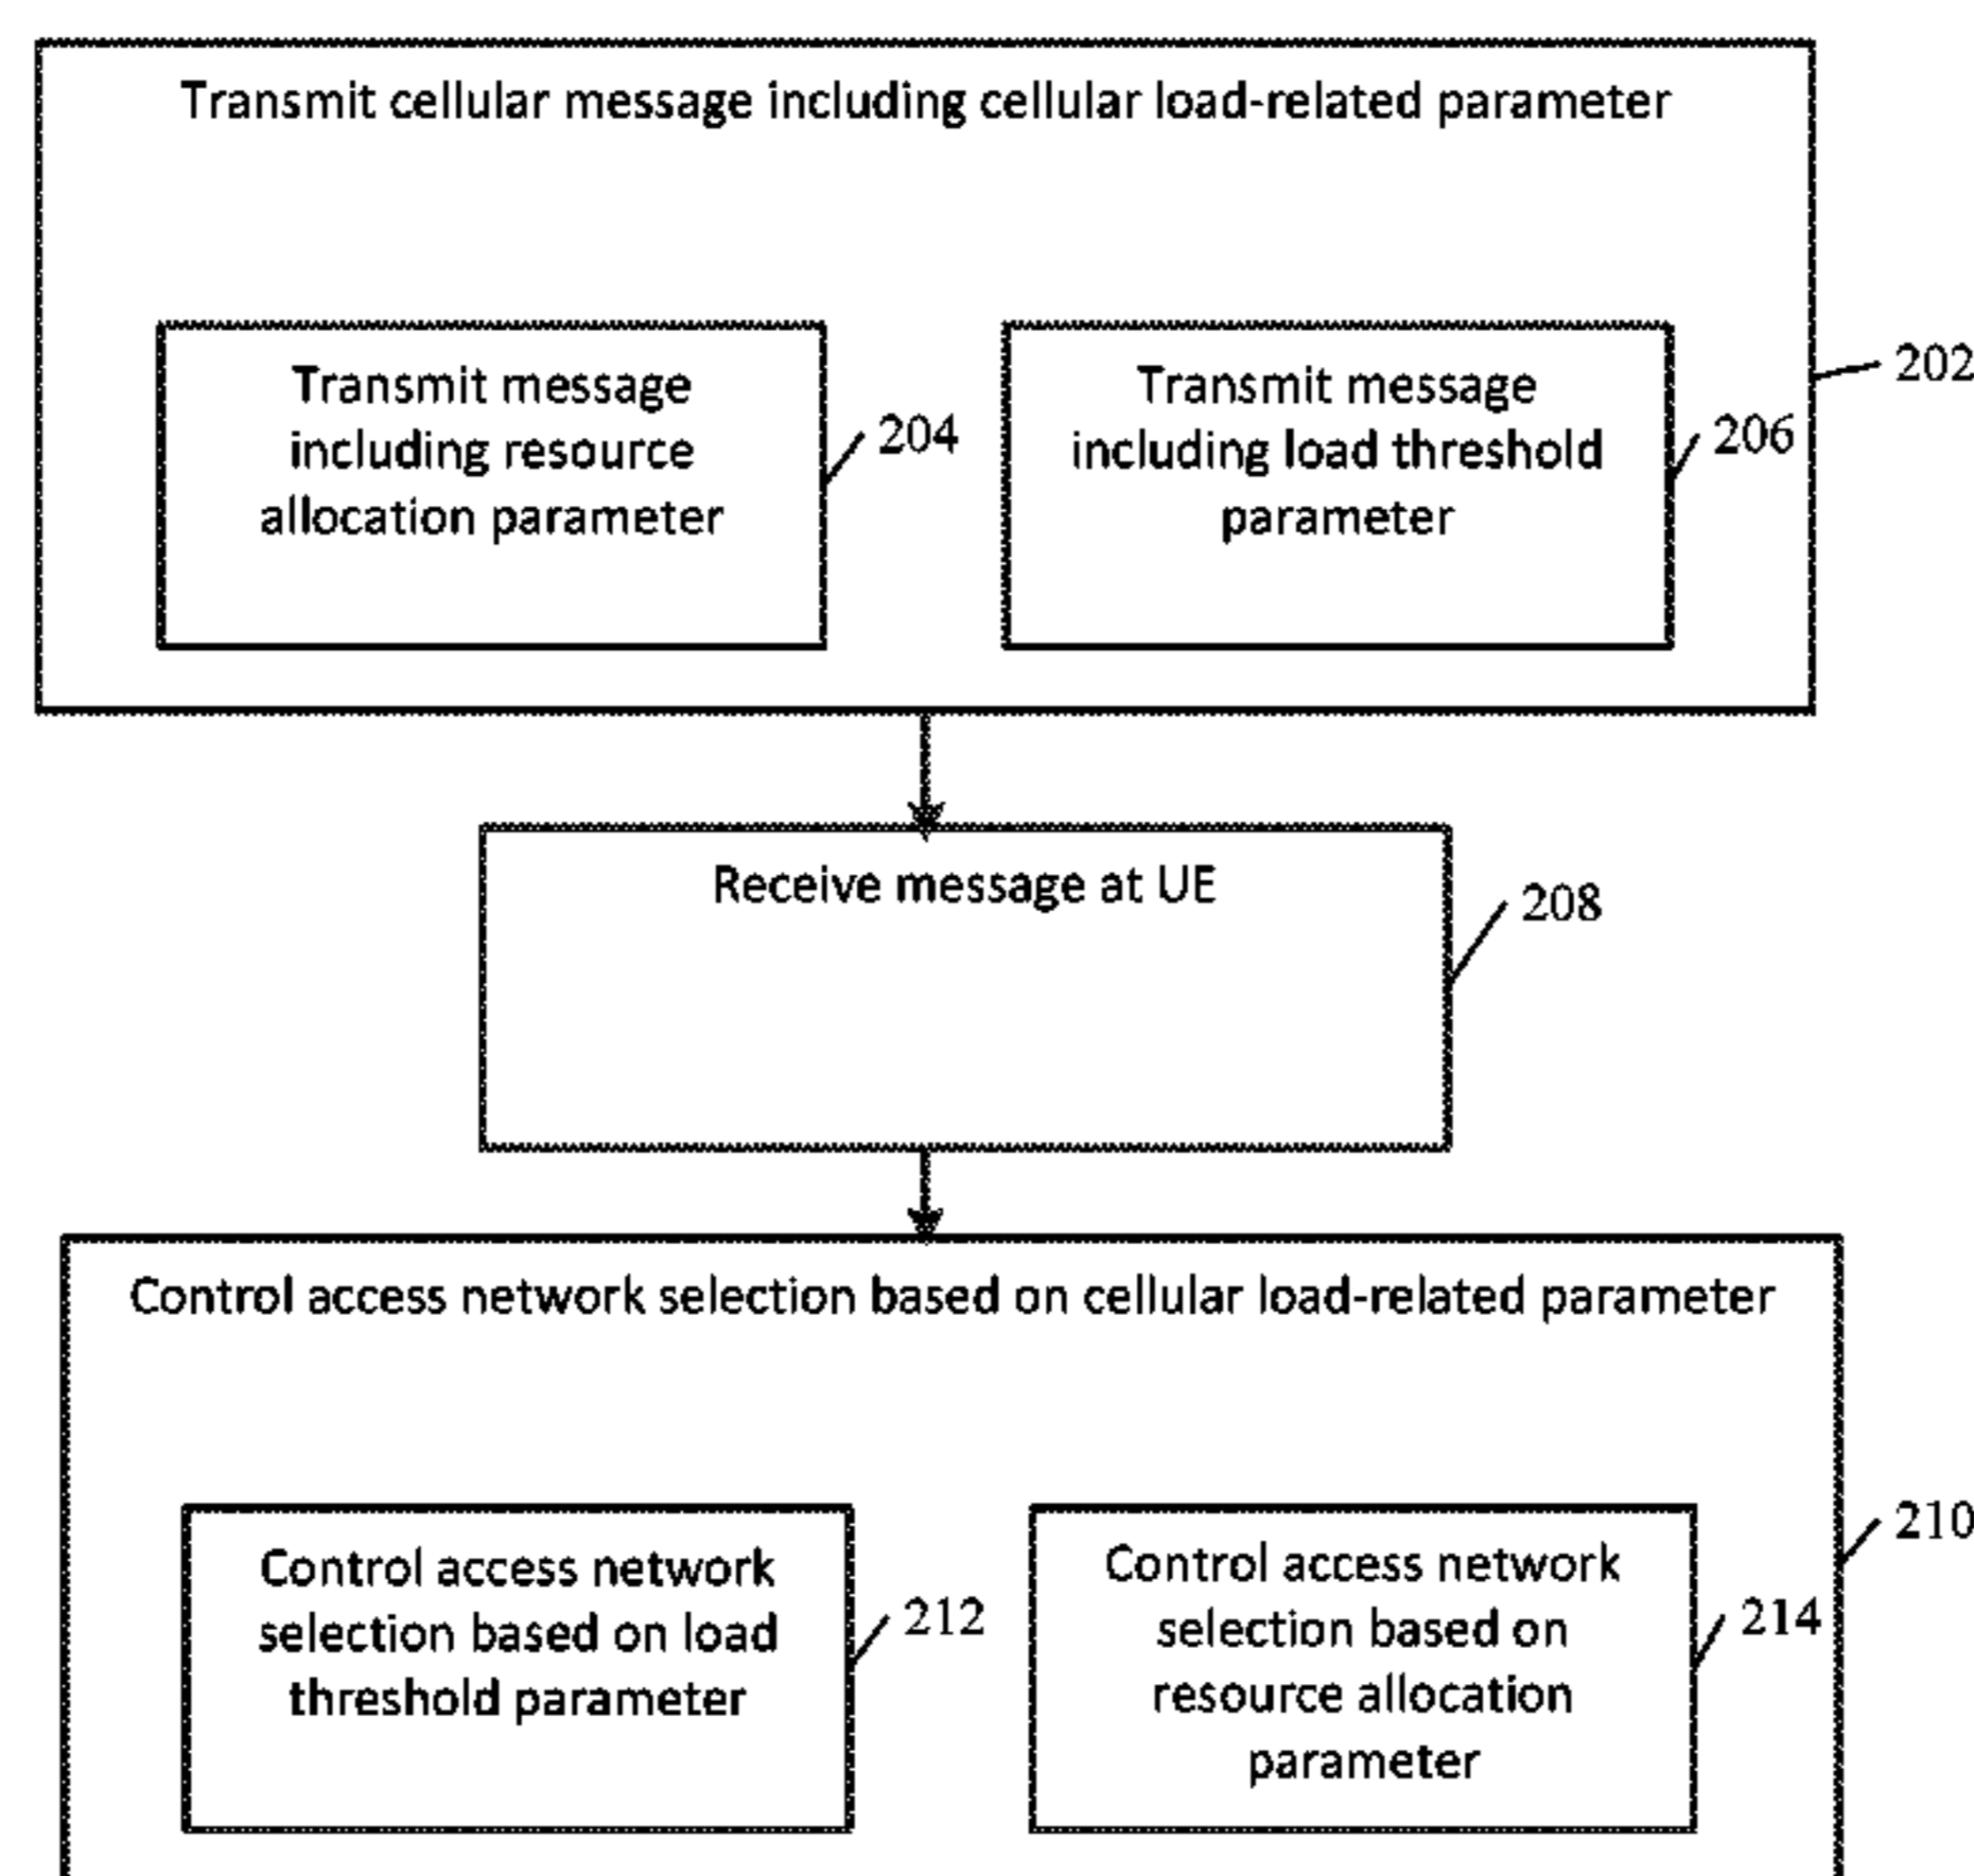 Transmit cellular message including cellular load-related parameter
Transmit message
including resource
allocation parameter
204
Transmit message
including load threshold
parameter
206
202
Receive message at UE
208
Control access network selection based on cellular load-related parameter
Control access network
selection based on load
threshold parameter
212
Control access network
selection based on
resource allocation
parameter
214
210